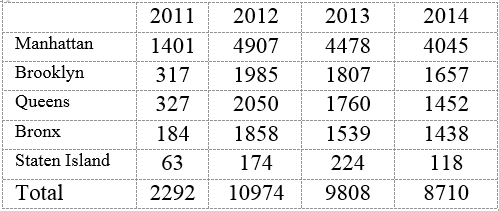 2011 2012 2013 2014
Manhattan 1401 4907 4478 4045
Brooklyn 317 1985 1807 1657
Queens 327 2050 1760 1452
Bronx 184 1858 1539 1438
Staten Island 63 174 224 118
Total 2292 10974 9808 8710